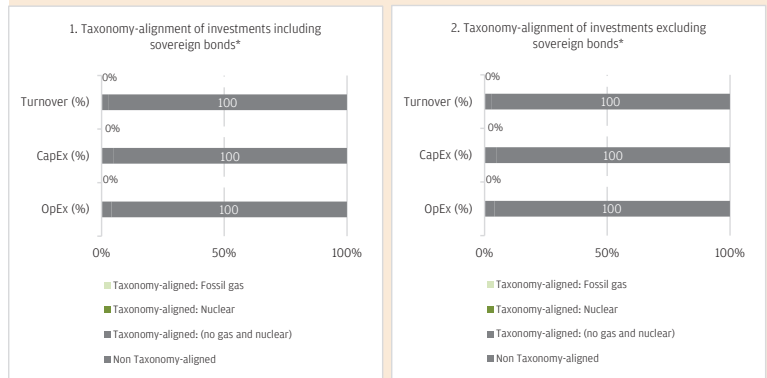 1. Taxonomy-alignment of investments including
sovereign bonds*
0%
Turnover (%)
100
0%
CapEx (%)
100
0%
OpEx (%)
100
0%
50%
100%
Taxonomy-aligned: Fossil gas
Taxonomy-aligned: Nuclear
Taxonomy-aligned: (no gas and nuclear)
Non Taxonomy-aligned
2. Taxonomy-alignment of investments excluding
sovereign bonds*
0%
Turnover (%)
100
0%
CapEx (%)
100
0%
OpEx (%)
100
0%
50%
100%
Taxonomy-aligned: Fossil gas
Taxonomy-aligned: Nuclear
Taxonomy-aligned: (no gas and nuclear)
Non Taxonomy-aligned